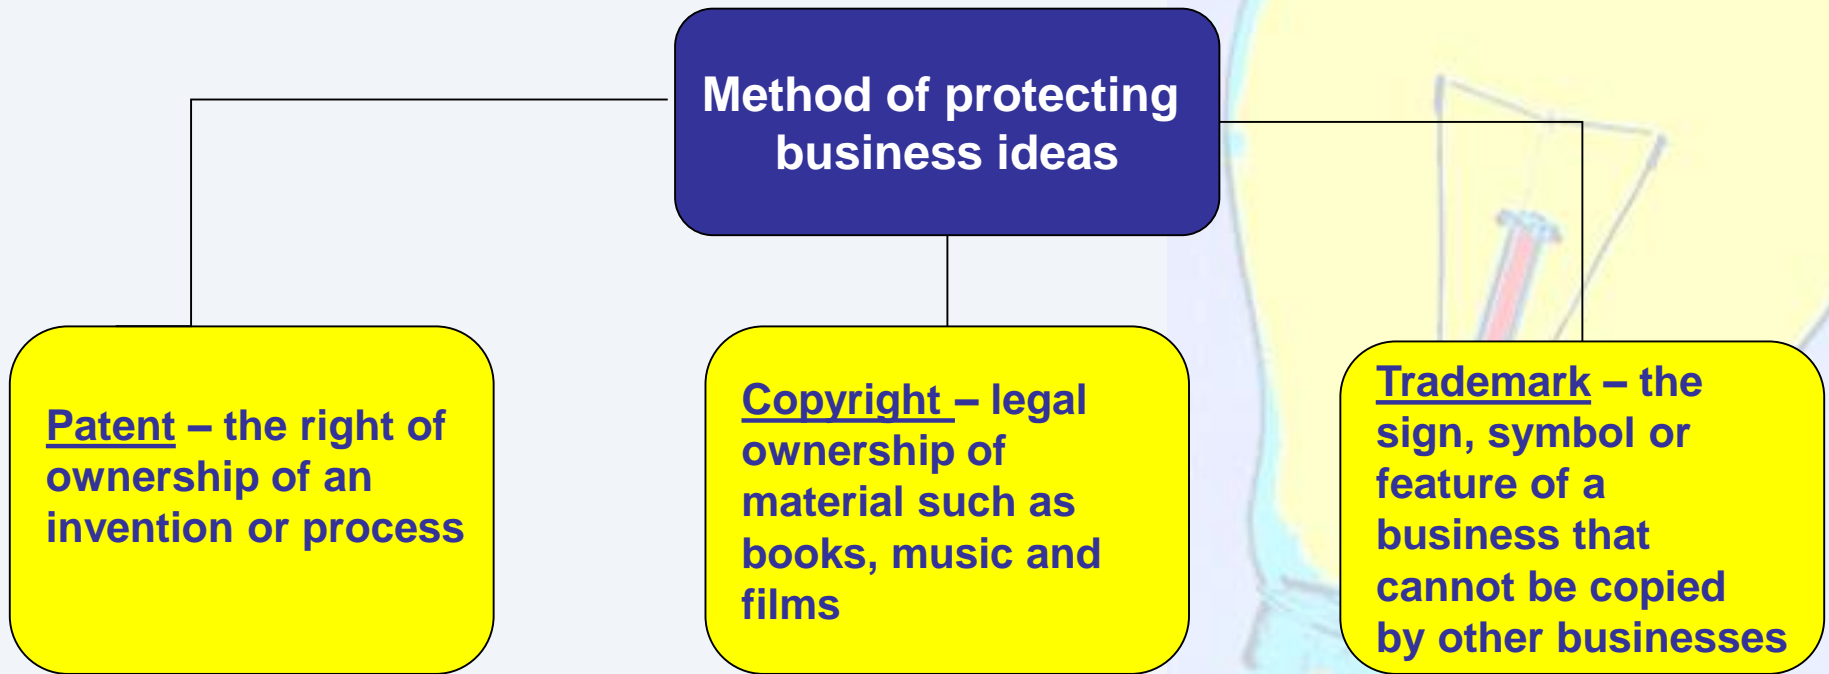 Method of protecting
business ideas
Patent – the right of
ownership of an
invention or process
Copyright – legal
ownership of
material such as
books, music and
films
Trademark – the
sign, symbol or
feature of a
business that
cannot be copied
by other businesses